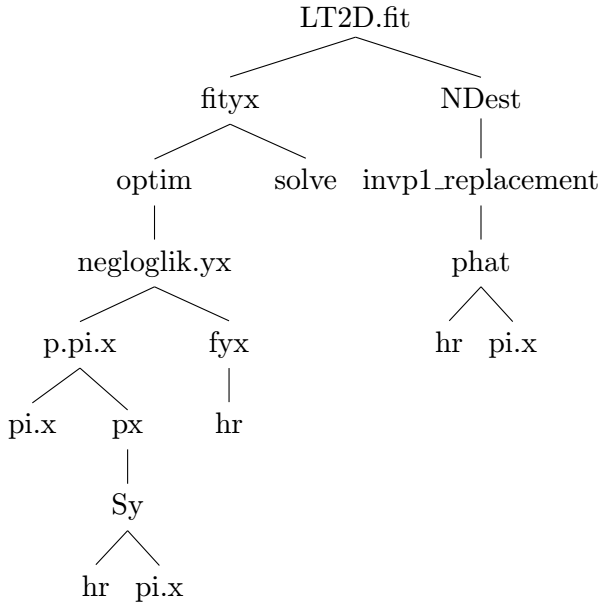 LT2D.fit
fityx NDest
optim solve invp1_replacement
negloglik.yx phat
p.pi.x fyx hr pi.x
pi.x px hr
Sy
hr pi.x